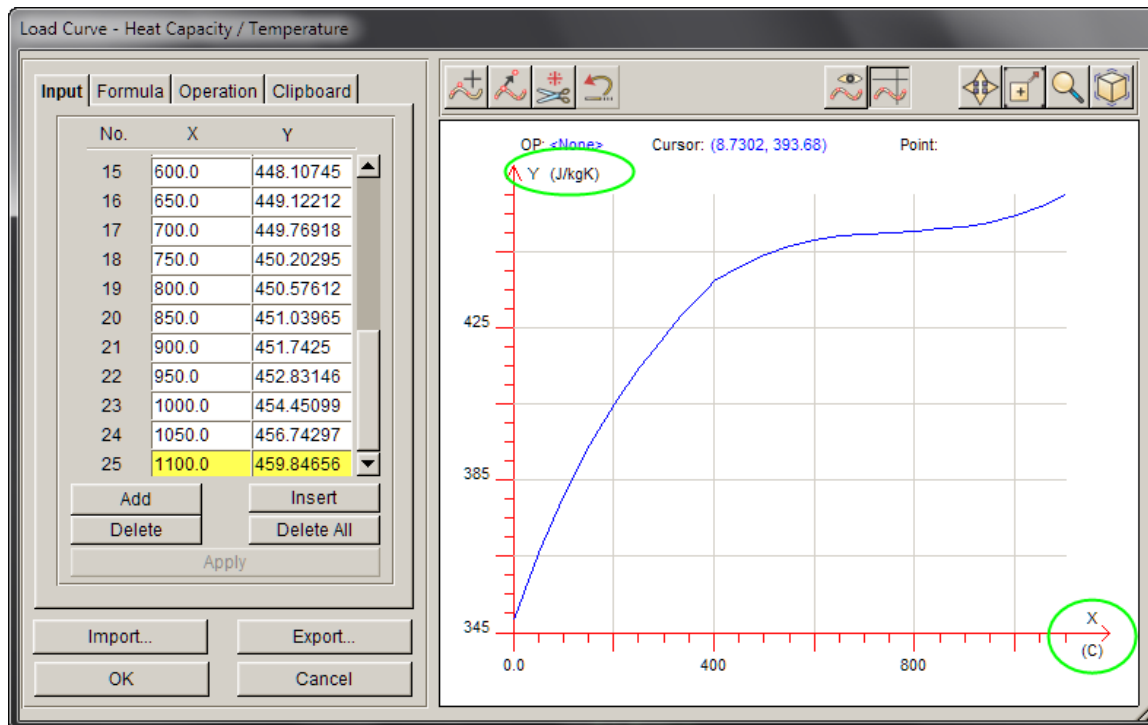 Load Curve - Heat Capacity / Temperature
Input Formula Operation Clipboard
No. X Y
15 600.0 448.10745
16 650.0 449.12212
17 700.0 449.76918
18 750.0 450.20295
19 800.0 450.57612
20 850.0 451.03965
21 900.0 451.7425
22 950.0 452.83146
23 1000.0 454.45099
24 1050.0 456.74297
25 1100.0 459.84656
Add Insert
Delete Delete All
Apply
Import... Export...
OK Cancel
OP: <None> Cursor: (8.7302, 393.68) Point:
Y (J/kgK)
425
385
345
X
(C)
0.0 400 800